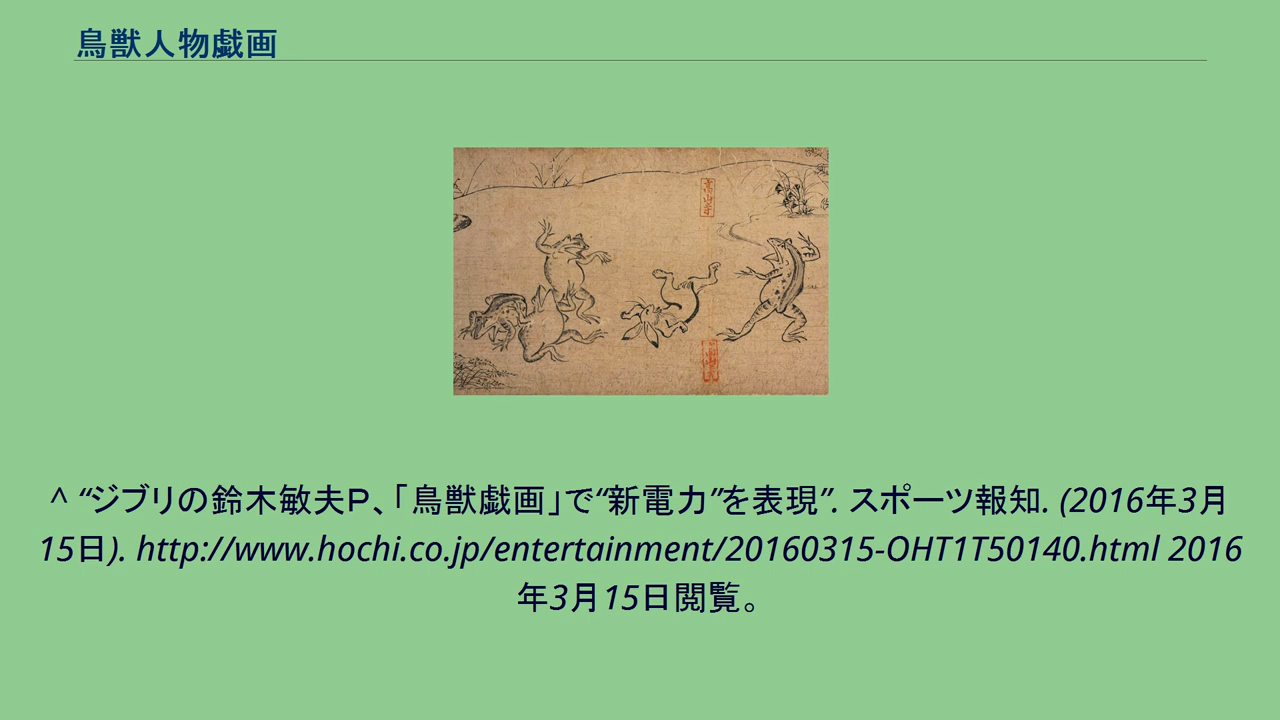 鳥獣人物戯画
高山寺
^ “ジブリの鈴木敏夫Ｐ、「鳥獣戯画」で“新電力”を表現”. スポーツ報知. (2016年3月
15日). http://www.hochi.co.jp/entertainment/20160315-OHT1T50140.html 2016
年3月15日閲覧。